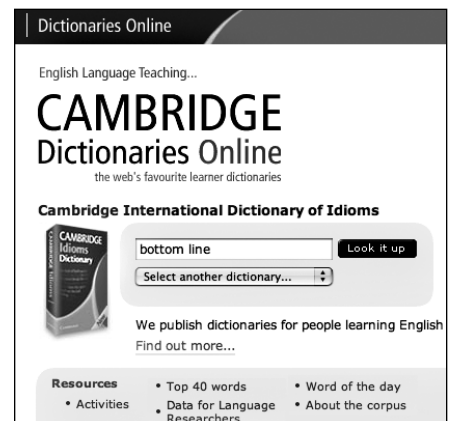 Dictionaries Online
English Language Teaching...
CAMBRIDGE
Dictionaries Online
the web's favourite learner dictionaries
Cambridge International Dictionary of Idioms
CAMBRIDGE
Idioms
Dictionary
bottom line
Look it up
Select another dictionary...
We publish dictionaries for people learning English
Find out more...
Resources
• Top 40 words
• Word of the day
• Activities
• Data for Language
Researchers
• About the corpus